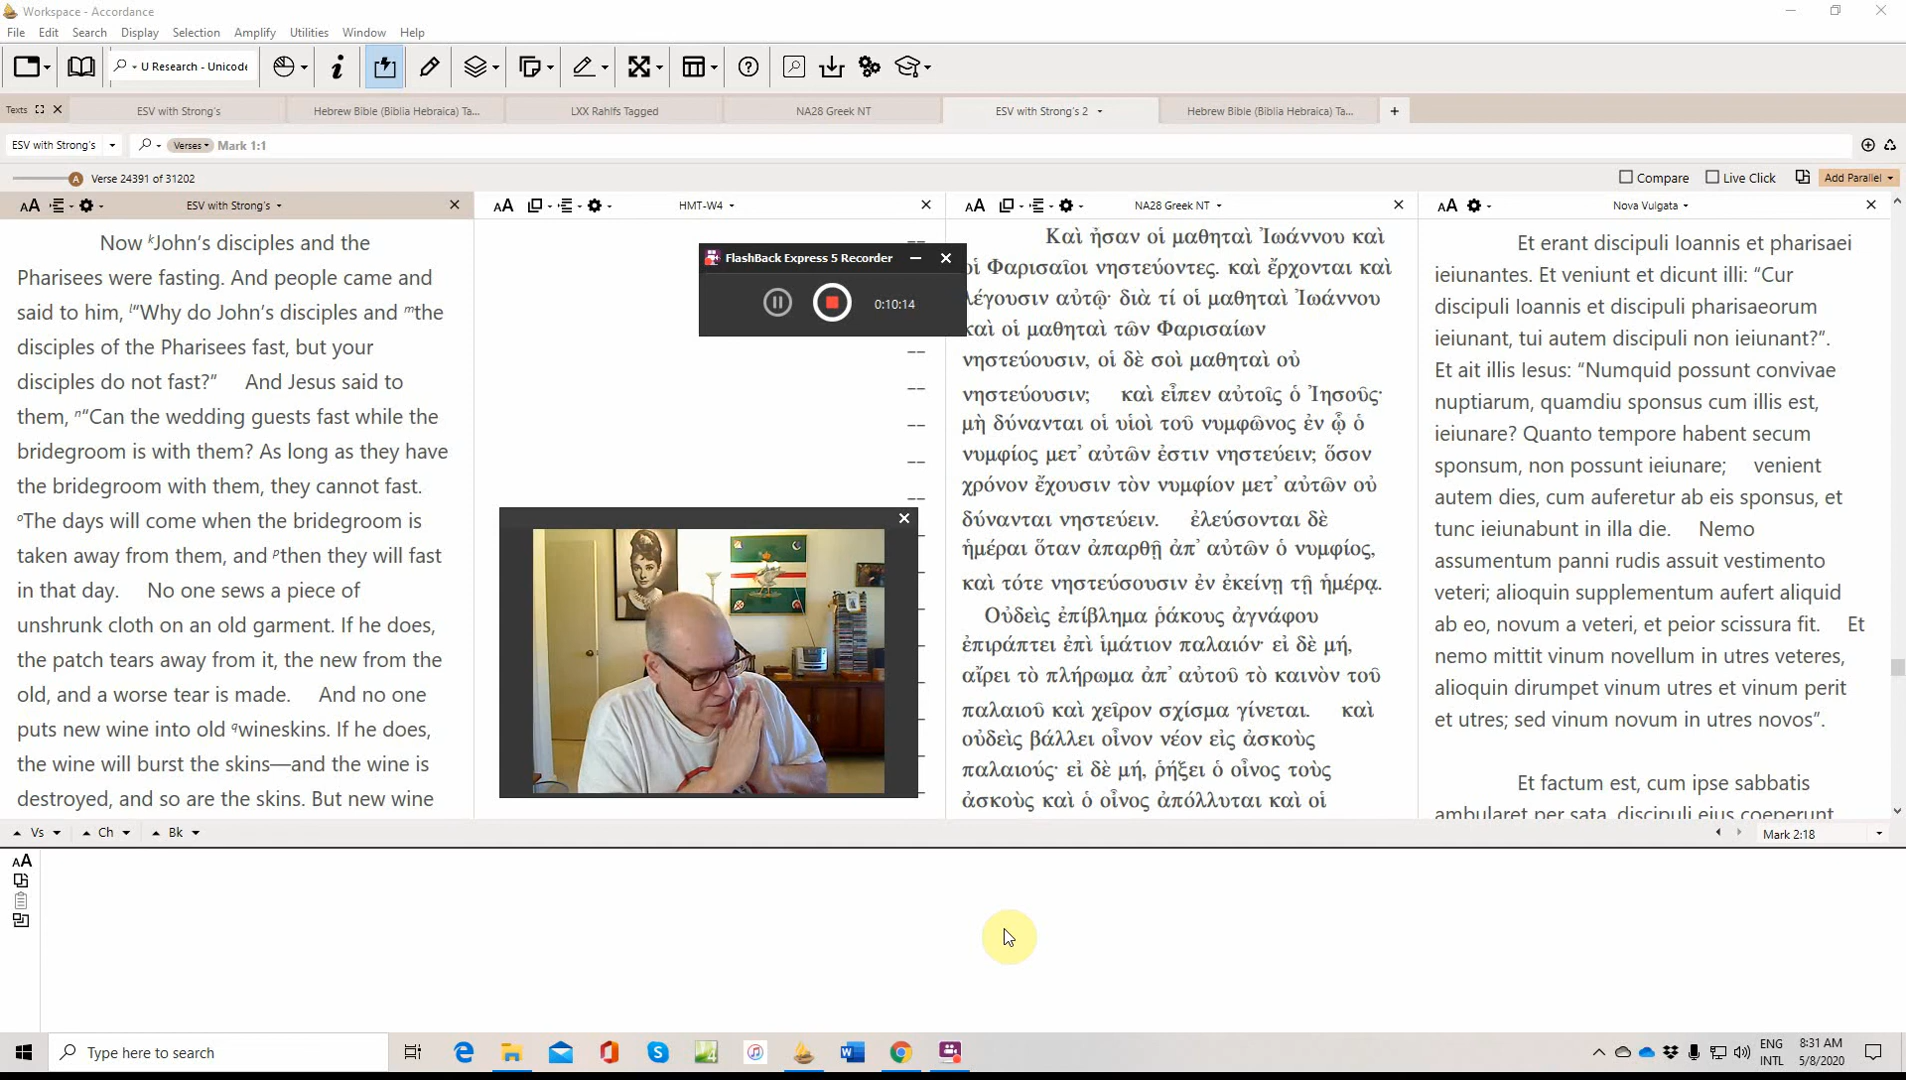 Workspace - Accordance
File Edit Search Display Selection Amplify Utilities Window Help
U Research - Unicode
Texts
ESV with Strong's
Hebrew Bible (Biblia Hebraica) Ta...
LXX Rahlfs Tagged
NA28 Greek NT
ESV with Strong's 2
Hebrew Bible (Biblia Hebraica) Ta...
ESV with Strong's
Verses
Mark 1:1
Verse 24391 of 31202
Compare
Live Click
Add Parallel
ESV with Strong's
Now ᵏJohn's disciples and the
Pharisees were fasting. And people came and
said to him, ˡ“Why do John's disciples and ᵐthe
disciples of the Pharisees fast, but your
disciples do not fast?” And Jesus said to
them, ⁿ“Can the wedding guests fast while the
bridegroom is with them? As long as they have
the bridegroom with them, they cannot fast.
ᵒThe days will come when the bridegroom is
taken away from them, and ᵖthen they will fast
in that day. No one sews a piece of
unshrunk cloth on an old garment. If he does,
the patch tears away from it, the new from the
old, and a worse tear is made. And no one
puts new wine into old qwineskins. If he does,
the wine will burst the skins—and the wine is
destroyed, and so are the skins. But new wine
HMT-W4
FlashBack Express 5 Recorder
0:10:14
NA28 Greek NT
Καὶ ἦσαν οἱ μαθηταὶ Ἰωάννου καὶ
οἱ Φαρισαῖοι νηστεύοντες. καὶ ἔρχονται καὶ
λέγουσιν αὐτῷ· διὰ τί οἱ μαθηταὶ Ἰωάννου
καὶ οἱ μαθηταὶ τῶν Φαρισαίων
νηστεύουσιν, οἱ δὲ σοὶ μαθηταὶ οὐ
νηστεύουσιν; καὶ εἶπεν αὐτοῖς ὁ Ἰησοῦς·
μὴ δύνανται οἱ υἱοὶ τοῦ νυμφῶνος ἐν ᾧ ὁ
νυμφίος μετ᾽ αὐτῶν ἐστιν νηστεύειν; ὅσον
χρόνον ἔχουσιν τὸν νυμφίον μετ᾽ αὐτῶν οὐ
δύνανται νηστεύειν. ἐλεύσονται δὲ
ἡμέραι ὅταν ἀπαρθῇ ἀπ᾽ αὐτῶν ὁ νυμφίος,
καὶ τότε νηστεύσουσιν ἐν ἐκείνῃ τῇ ἡμέρᾳ.
Οὐδεὶς ἐπίβλημα ῥάκους ἀγνάφου
ἐπιράπτει ἐπὶ ἱμάτιον παλαιόν· εἰ δὲ μή,
αἴρει τὸ πλήρωμα ἀπ᾽ αὐτοῦ τὸ καινὸν τοῦ
παλαιοῦ καὶ χεῖρον σχίσμα γίνεται. καὶ
οὐδεὶς βάλλει οἶνον νέον εἰς ἀσκοὺς
παλαιούς· εἰ δὲ μή, ῥήξει ὁ οἶνος τοὺς
ἀσκοὺς καὶ ὁ οἶνος ἀπόλλυται καὶ οἱ
Nova Vulgata
Et erant discipuli Ioannis et pharisaei
ieiunantes. Et veniunt et dicunt illi: “Cur
discipuli Ioannis et discipuli pharisaeorum
ieiunant, tui autem discipuli non ieiunant?”.
Et ait illis Iesus: “Numquid possunt convivae
nuptiarum, quamdiu sponsus cum illis est,
ieiunare? Quanto tempore habent secum
sponsum, non possunt ieiunare; venient
autem dies, cum auferetur ab eis sponsus, et
tunc ieiunabunt in illa die. Nemo
assumentum panni rudis assuit vestimento
veteri; alioquin supplementum aufert aliquid
ab eo, novum a veteri, et peior scissura fit. Et
nemo mittit vinum novellum in utres veteres,
alioquin dirumpet vinum utres et vinum perit
et utres; sed vinum novum in utres novos”.
Et factum est, cum ipse sabbatis
ambularet per sata, discipuli eius coeperunt
Vs Ch Bk
Mark 2:18
Type here to search
ENG
INTL
8:31 AM
5/8/2020